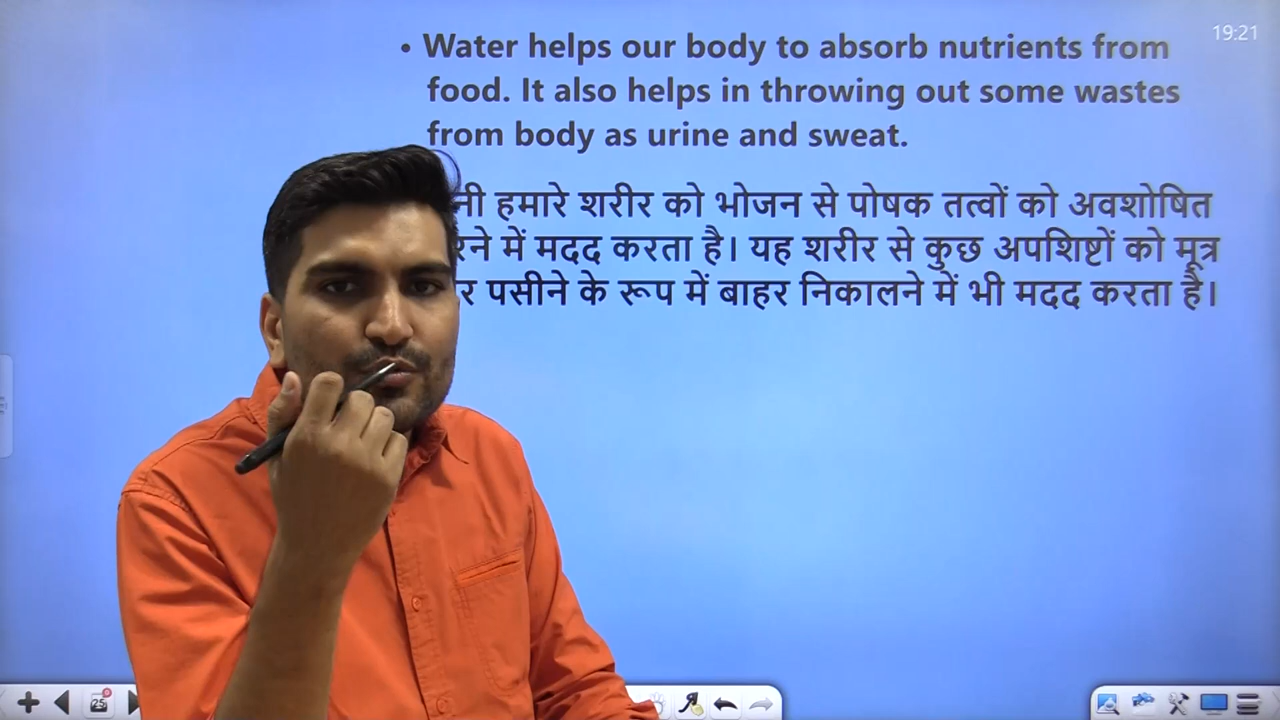 19:21
• Water helps our body to absorb nutrients from
food. It also helps in throwing out some wastes
from body as urine and sweat.
हमारे शरीर को भोजन से पोषक तत्वों को अवशोषित
में मदद करता है। यह शरीर से कुछ अपशिष्टों को मूत्र
पसीने के रूप में बाहर निकालने में भी मदद करता है।
25